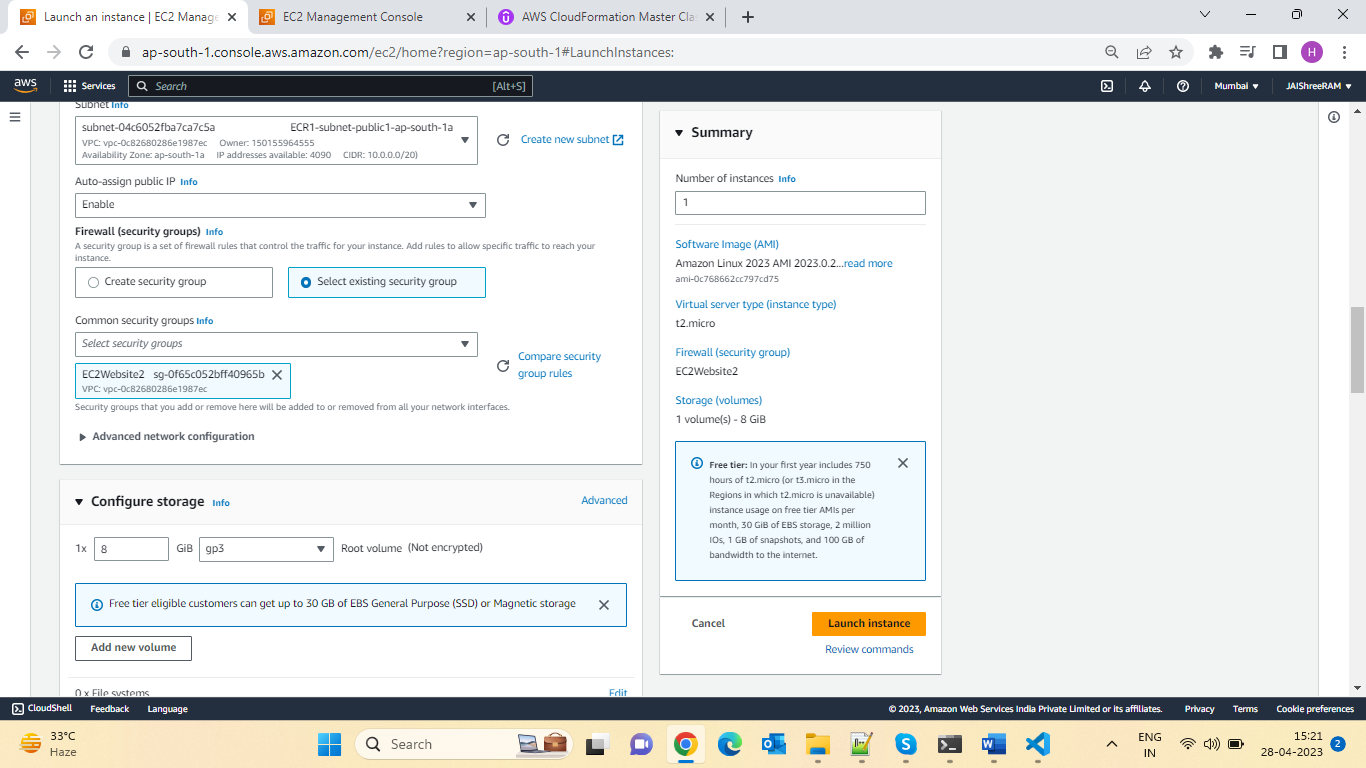 Launch an instance | EC2 Manage
EC2 Management Console
AWS CloudFormation Master Cla
ap-south-1.console.aws.amazon.com/ec2/home?region=ap-south-1#LaunchInstances:
H
aws
Services
Search
[Alt+S]
Mumbai
JAIShreeRAM
Subnet Info
subnet-04c6052fba7ca7c5a ECR1-subnet-public1-ap-south-1a
VPC: vpc-0c82680286e1987ec Owner: 150155964555
Availability Zone: ap-south-1a IP addresses available: 4090 CIDR: 10.0.0.0/20)
Create new subnet
Auto-assign public IP Info
Enable
Firewall (security groups) Info
A security group is a set of firewall rules that control the traffic for your instance. Add rules to allow specific traffic to reach your
instance.
Create security group
Select existing security group
Common security groups Info
Select security groups
EC2Website2 sg-0f65c052bff40965b
VPC: vpc-0c82680286e1987ec
Compare security
group rules
Security groups that you add or remove here will be added to or removed from all your network interfaces.
Advanced network configuration
Configure storage Info
Advanced
1x 8 GiB gp3 Root volume (Not encrypted)
Free tier eligible customers can get up to 30 GB of EBS General Purpose (SSD) or Magnetic storage
Add new volume
0 x File systems
Edit
Summary
Number of instances Info
1
Software Image (AMI)
Amazon Linux 2023 AMI 2023.0.2...read more
ami-0c768662cc797cd75
Virtual server type (instance type)
t2.micro
Firewall (security group)
EC2Website2
Storage (volumes)
1 volume(s) - 8 GiB
Free tier: In your first year includes 750
hours of t2.micro (or t3.micro in the
Regions in which t2.micro is unavailable)
instance usage on free tier AMIs per
month, 30 GiB of EBS storage, 2 million
IOs, 1 GB of snapshots, and 100 GB of
bandwidth to the internet.
Cancel
Launch instance
Review commands
CloudShell
Feedback
Language
© 2023, Amazon Web Services India Private Limited or its affiliates.
Privacy
Terms
Cookie preferences
33°C
Haze
Search
ENG
IN
15:21
28-04-2023
2